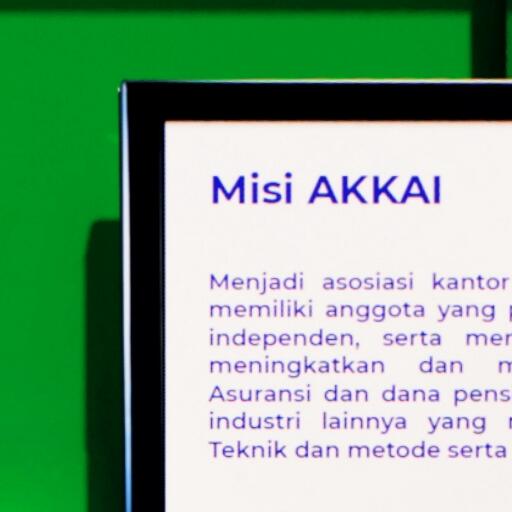 Misi AKKAI
Menjadi asosiasi kantor
memiliki anggota yang
independen, serta
meningkatkan dan
Asuransi dan dana
industri lainnya yang
Teknik dan metode serta